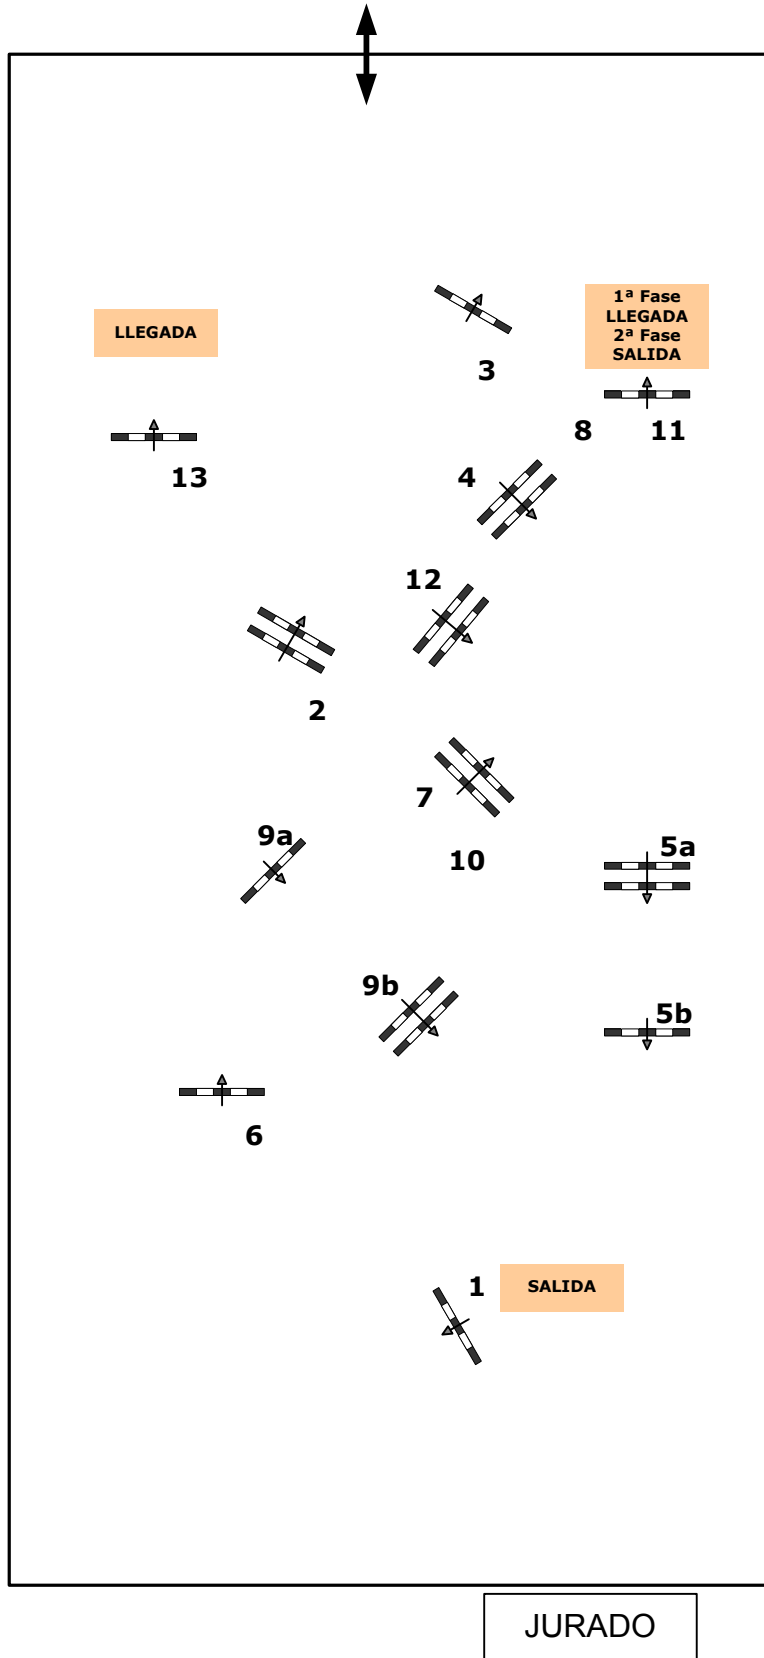 LLEGADA
1ª Fase
LLEGADA
2ª Fase
SALIDA
3
8
11
13
4
12
2
7
9a
10
5a
9b
5b
6
1
SALIDA
JURADO